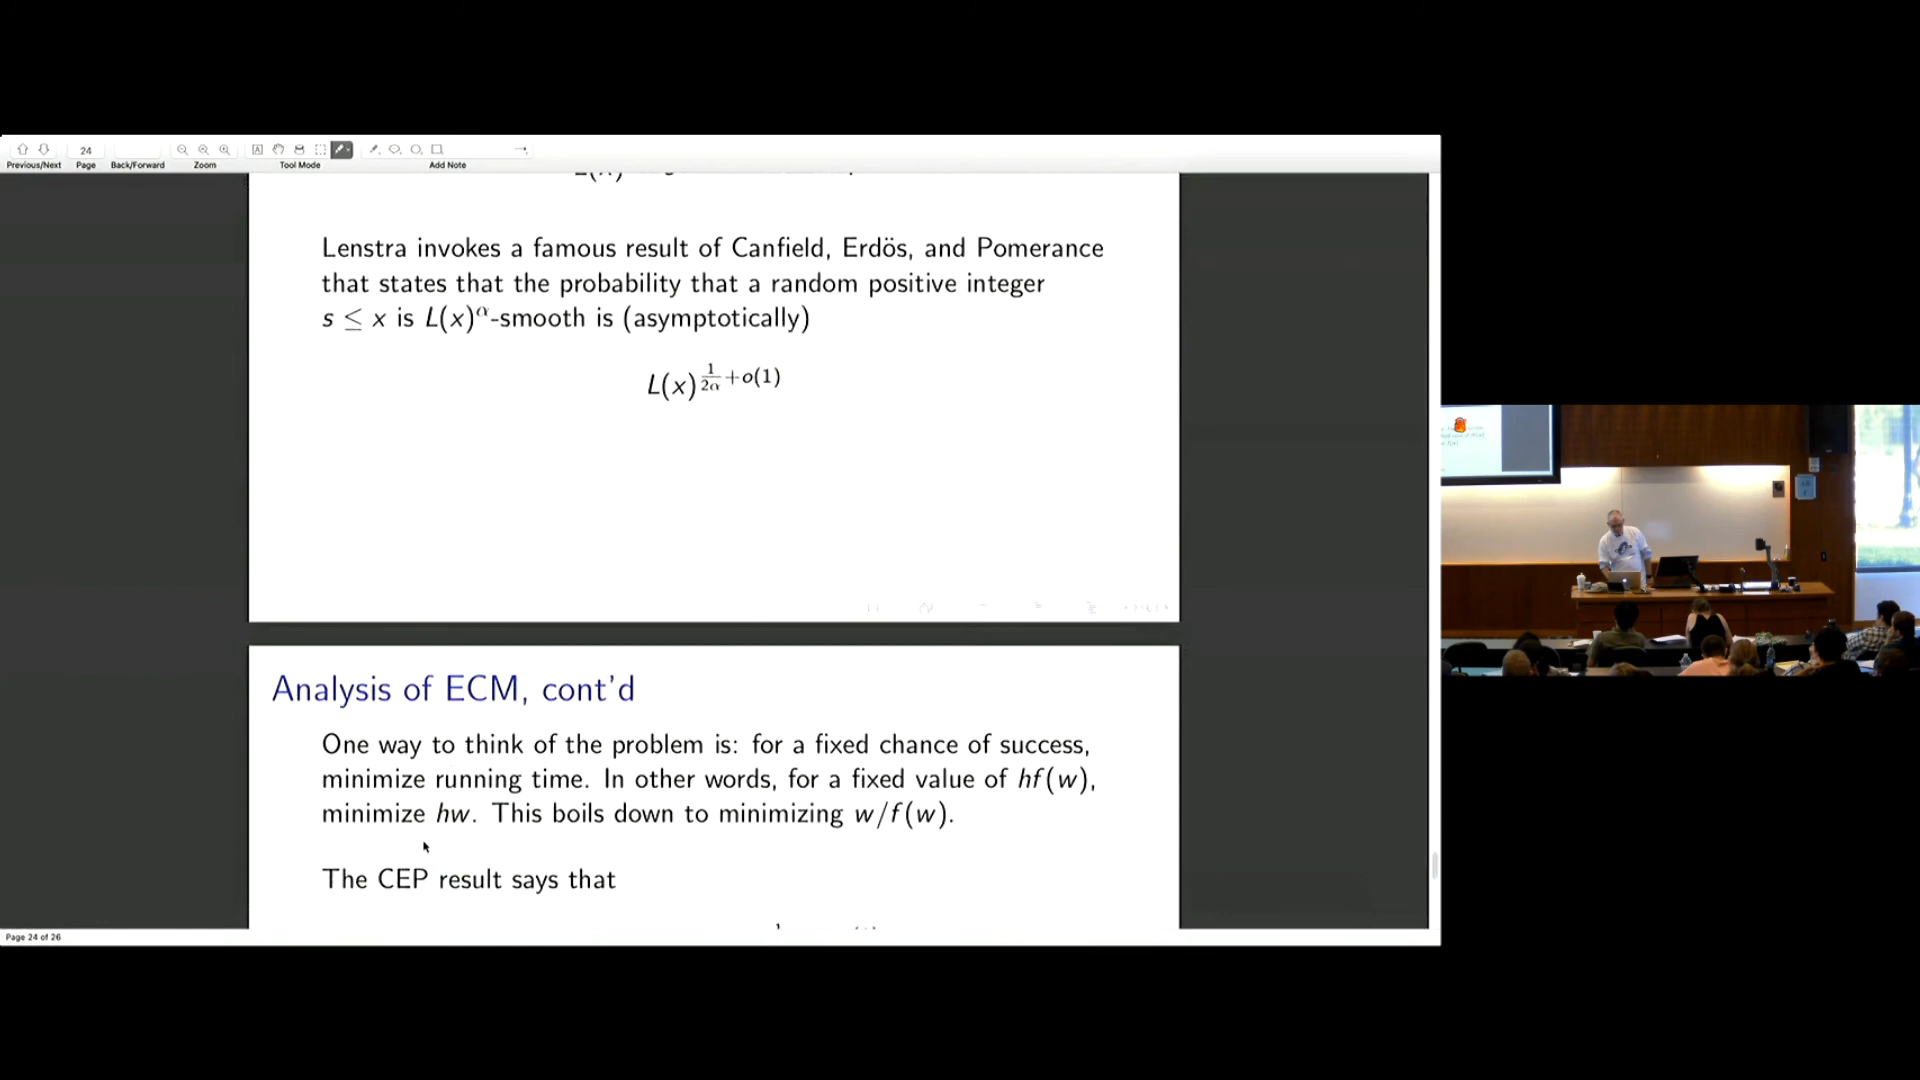 24
Previous/Next Page Back/Forward Zoom Tool Mode Add Note
Lenstra invokes a famous result of Canfield, Erdös, and Pomerance
that states that the probability that a random positive integer
s ≤ x is L(x)^α-smooth is (asymptotically)
L(x)^{\frac{1}{2α}+o(1)}
Analysis of ECM, cont'd
One way to think of the problem is: for a fixed chance of success,
minimize running time. In other words, for a fixed value of hf(w),
minimize hw. This boils down to minimizing w/f(w).
The CEP result says that
Page 24 of 26